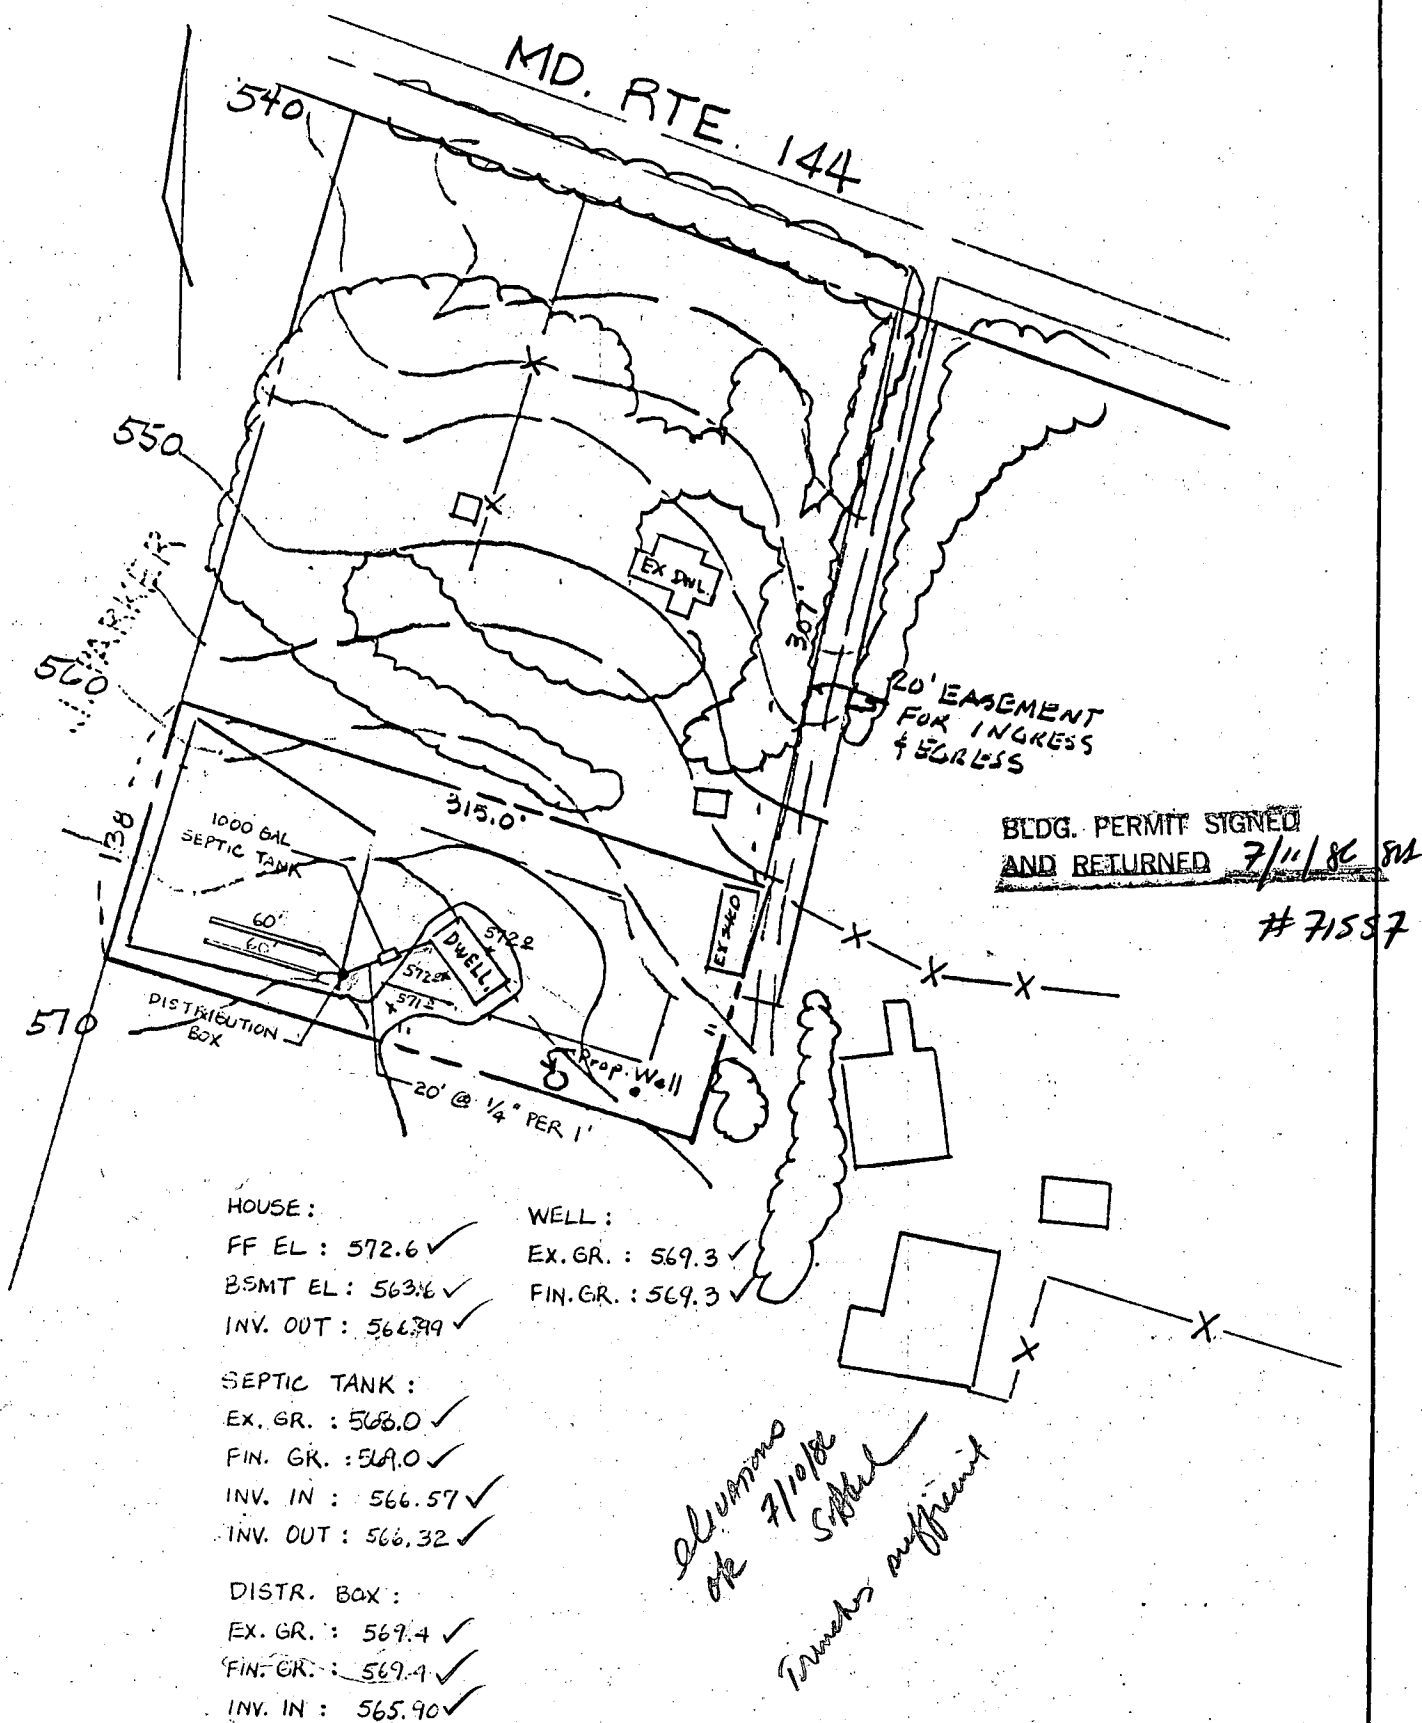 MD. RTE. 144
540
550
560
J. HARKER
EX DWL.
307'
20' EASEMENT
FOR INGRESS
& EGRESS
315.0'
138
1000 GAL
SEPTIC TANK
60'
60'
DWELL.
EX SHED
570
DISTRIBUTION
BOX
Prop. Well
20' @ 1/4" PER 1'
BLDG. PERMIT SIGNED
AND RETURNED 7/11/86
# 71557
HOUSE:
FF EL: 572.6 ✓
BSMT EL: 563.6 ✓
INV. OUT: 566.99 ✓
WELL:
EX. GR.: 569.3 ✓
FIN. GR.: 569.3 ✓
SEPTIC TANK:
EX. GR.: 568.0 ✓
FIN. GR.: 569.0 ✓
INV. IN: 566.57 ✓
INV. OUT: 566.32 ✓
DISTR. BOX:
EX. GR.: 569.4 ✓
FIN. GR.: 569.4 ✓
INV. IN: 565.90 ✓
elevations
ok 7/10/86
Trenches sufficient